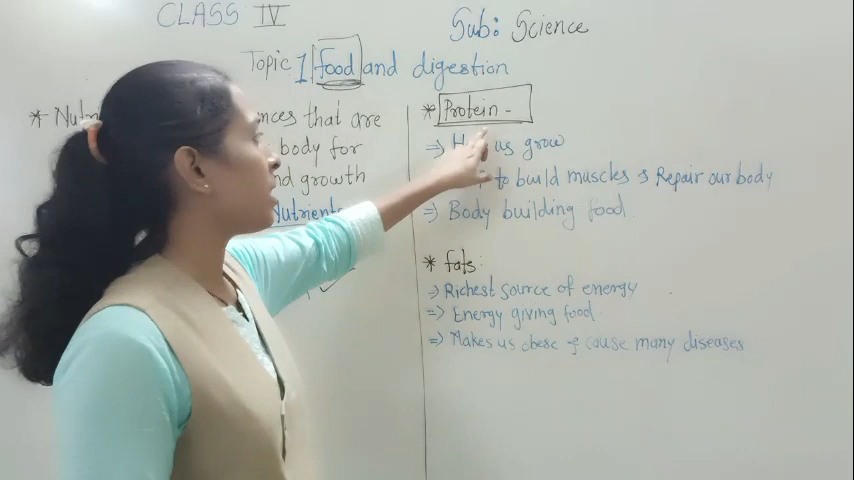 CLASS IV
Sub: Science
Topic 1 food and digestion
* Nutri
nces that are
body for
nd growth
Nutrients
* Protein -
⇒ H us grow
to build muscles & Repair our body
⇒ Body building food
* fats:
⇒ Richest source of energy
⇒ Energy giving food
⇒ Makes us obese & cause many diseases